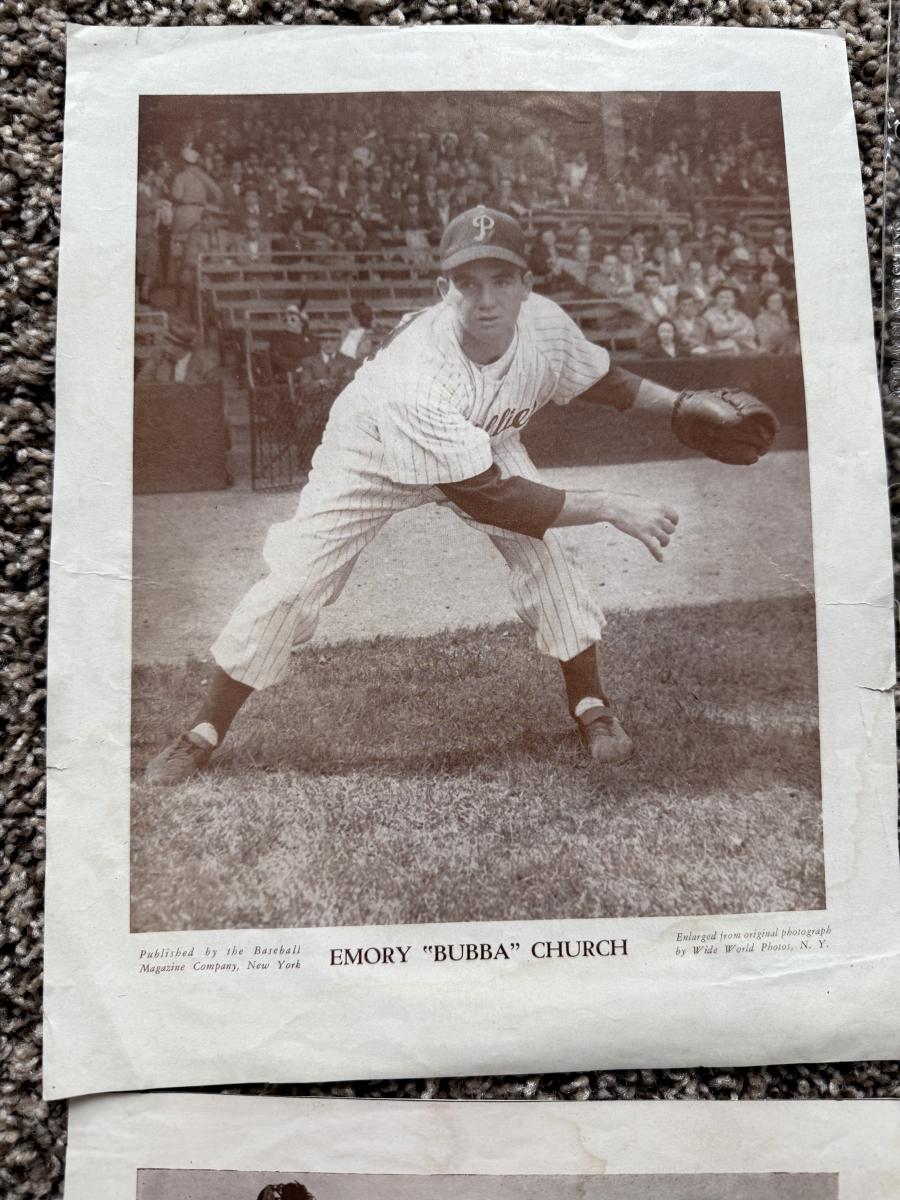 P
llie
Published by the Baseball
Magazine Company, New York
EMORY “BUBBA” CHURCH
Enlarged from original photograph
by Wide World Photos, N. Y.